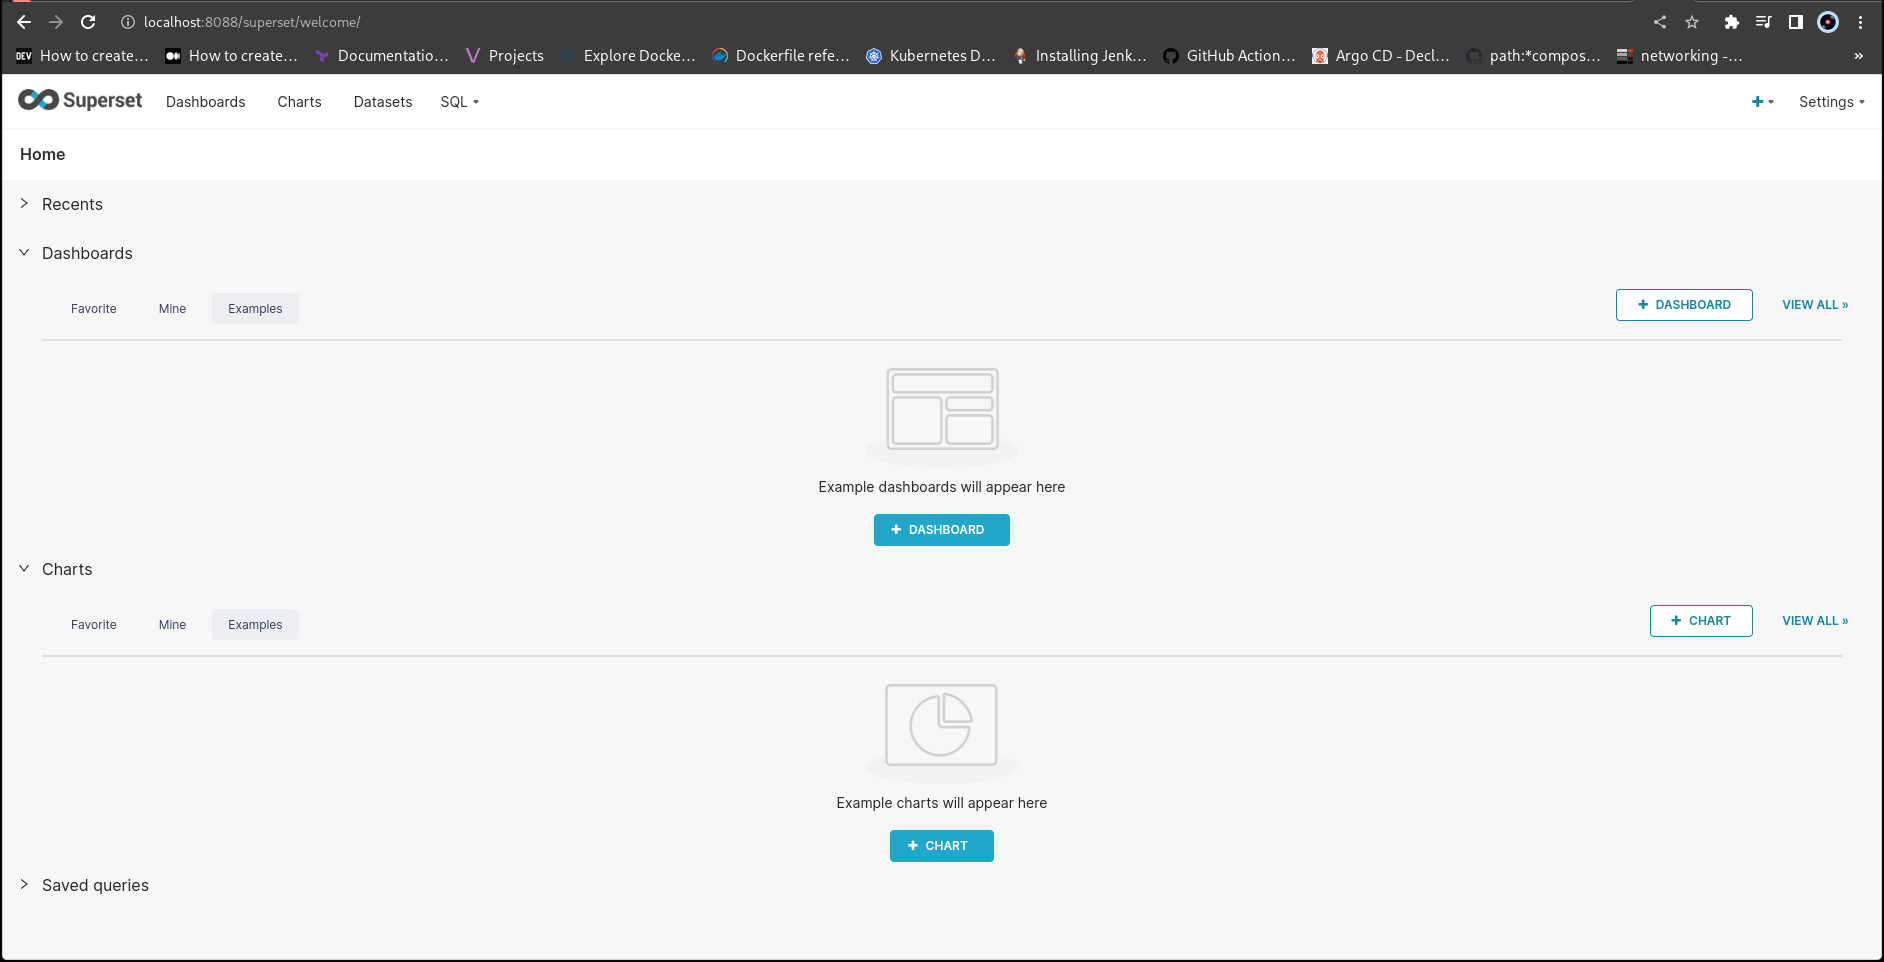 localhost:8088/superset/welcome/
How to create... How to create... Documentatio... Projects Explore Docke... Dockerfile refe... Kubernetes D... Installing Jenk... GitHub Action... Argo CD - Decl... path:*compos... networking -... »
Superset Dashboards Charts Datasets SQL Settings
Home
Recents
Dashboards
Favorite Mine Examples + DASHBOARD VIEW ALL »
Example dashboards will appear here
+ DASHBOARD
Charts
Favorite Mine Examples + CHART VIEW ALL »
Example charts will appear here
+ CHART
Saved queries